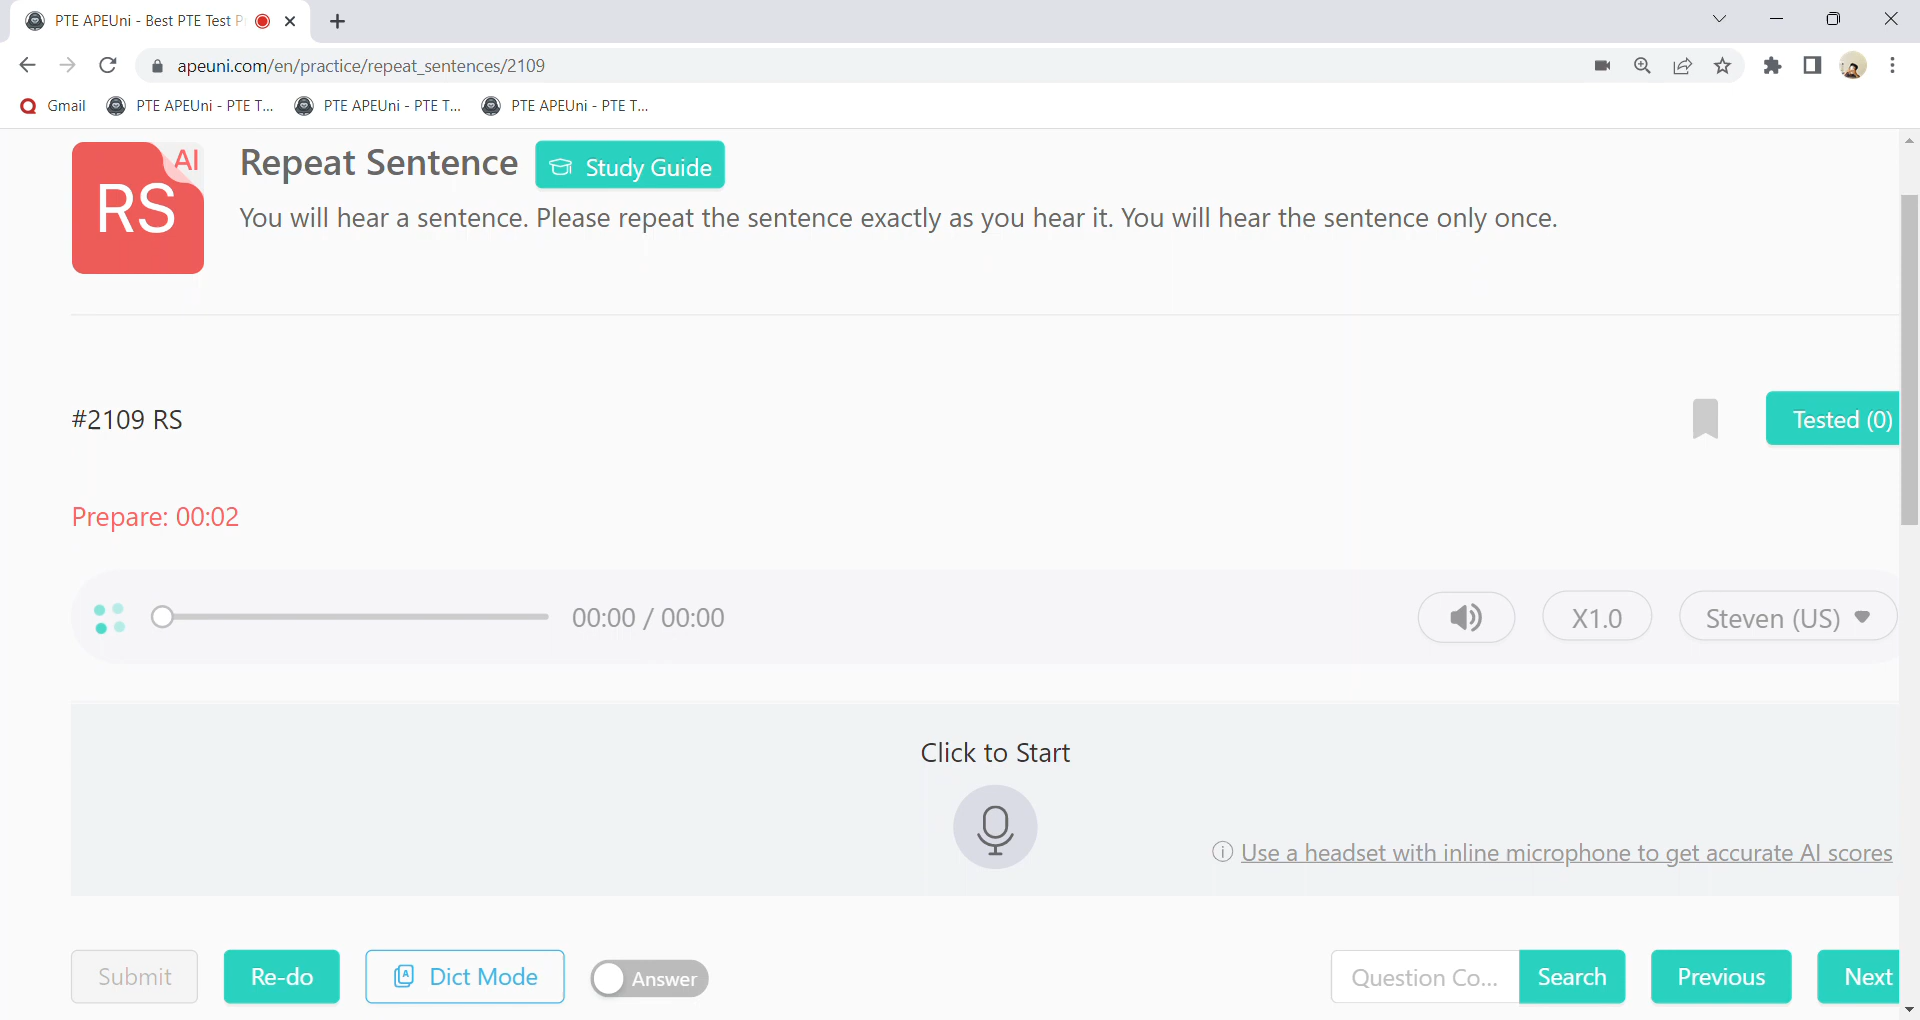 PTE APEUni - Best PTE Test P
apeuni.com/en/practice/repeat_sentences/2109
Gmail
PTE APEUni - PTE T...
PTE APEUni - PTE T...
PTE APEUni - PTE T...
RS
AI
Repeat Sentence
Study Guide
You will hear a sentence. Please repeat the sentence exactly as you hear it. You will hear the sentence only once.
#2109 RS
Tested (0)
Prepare: 00:02
00:00 / 00:00
X1.0
Steven (US)
Click to Start
Use a headset with inline microphone to get accurate AI scores
Submit
Re-do
Dict Mode
Answer
Question Co...
Search
Previous
Next